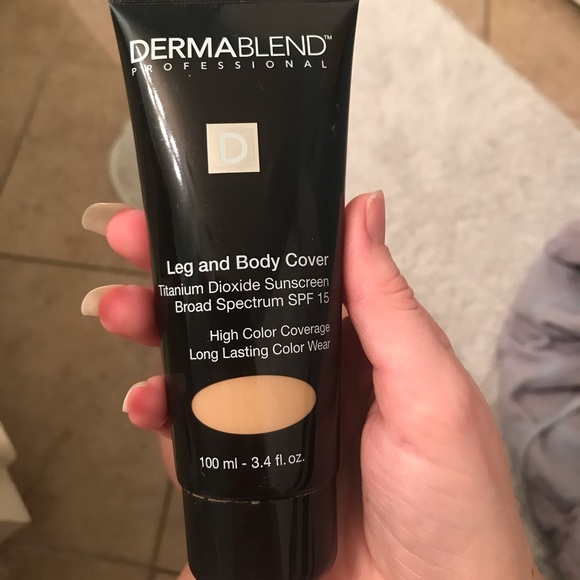 DERMABLEND™
PROFESSIONAL
D
Leg and Body Cover
Titanium Dioxide Sunscreen
Broad Spectrum SPF 15
High Color Coverage
Long Lasting Color Wear
100 ml - 3.4 fl. oz.